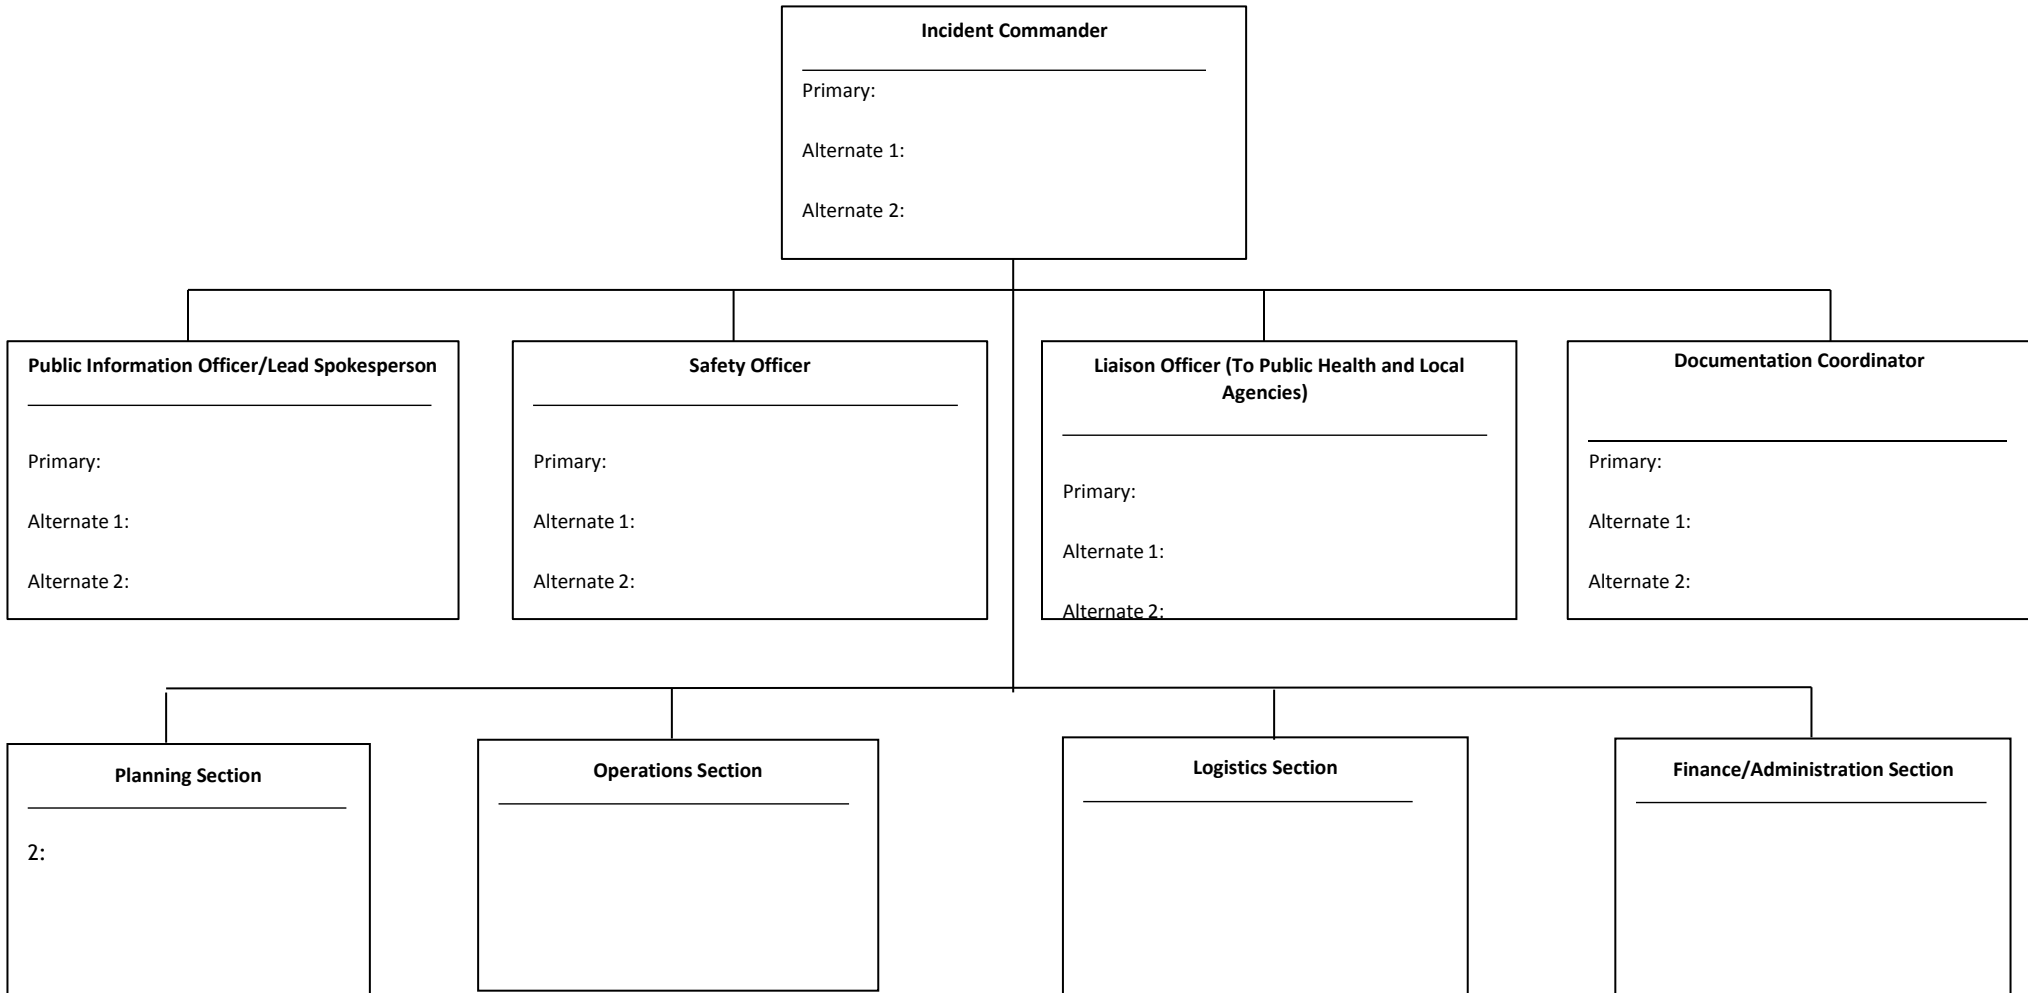 Incident Commander
Primary:
Alternate 1:
Alternate 2:
Public Information Officer/Lead Spokesperson
Primary:
Alternate 1:
Alternate 2:
Safety Officer
Primary:
Alternate 1:
Alternate 2:
Liaison Officer (To Public Health and Local
Agencies)
Primary:
Alternate 1:
Alternate 2:
Documentation Coordinator
Primary:
Alternate 1:
Alternate 2:
Planning Section
2:
Operations Section
Logistics Section
Finance/Administration Section